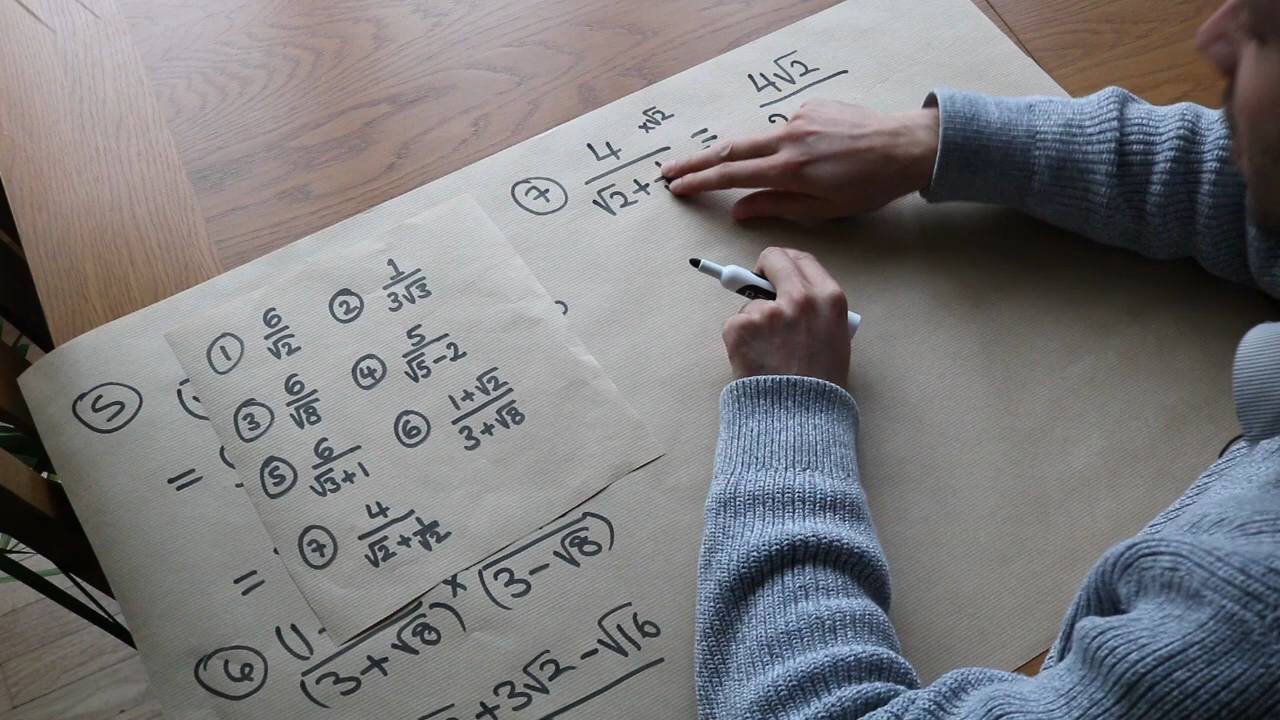 ① 6/√2 ② 1/3√3
③ 6/√8 ④ 5/√5-2
⑤ 6/√3+1 ⑥ 1+√2/3+√8
⑦ 4/√2+1/√2
⑦ 4 ×√2 / √2+ = 4√2
⑤
=
=
⑥ (1 / (3+√8) × (3-√8)
+3√2-√16